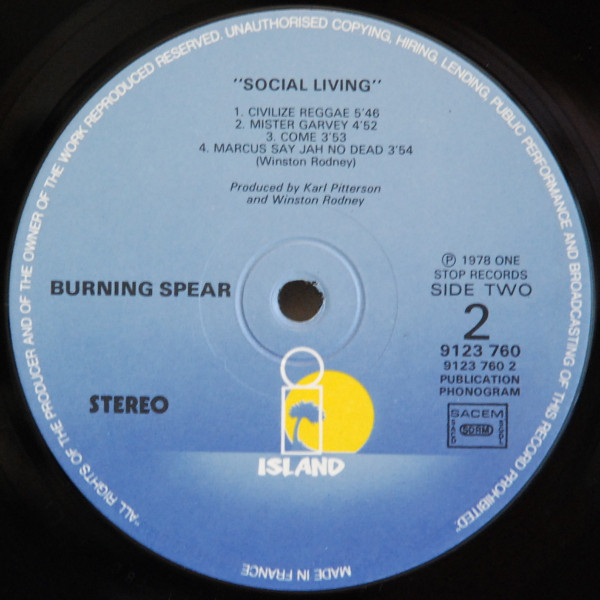 "ALL RIGHTS OF THE PRODUCER AND OF THE OWNER OF THE WORK REPRODUCED RESERVED. UNAUTHORISED COPYING, HIRING, LENDING, PUBLIC PERFORMANCE AND BROADCASTING OF THIS RECORD PROHIBITED."
"SOCIAL LIVING"
1. CIVILIZE REGGAE 5'46
2. MISTER GARVEY 4'52
3. COME 3'53
4. MARCUS SAY JAH NO DEAD 3'54
(Winston Rodney)
Produced by Karl Pitterson
and Winston Rodney
BURNING SPEAR
℗ 1978 ONE
STOP RECORDS
SIDE TWO
2
9123 760
9123 760 2
PUBLICATION
PHONOGRAM
STEREO
SACEM
SACD
SDRM
SGDL
ISLAND
MADE IN FRANCE